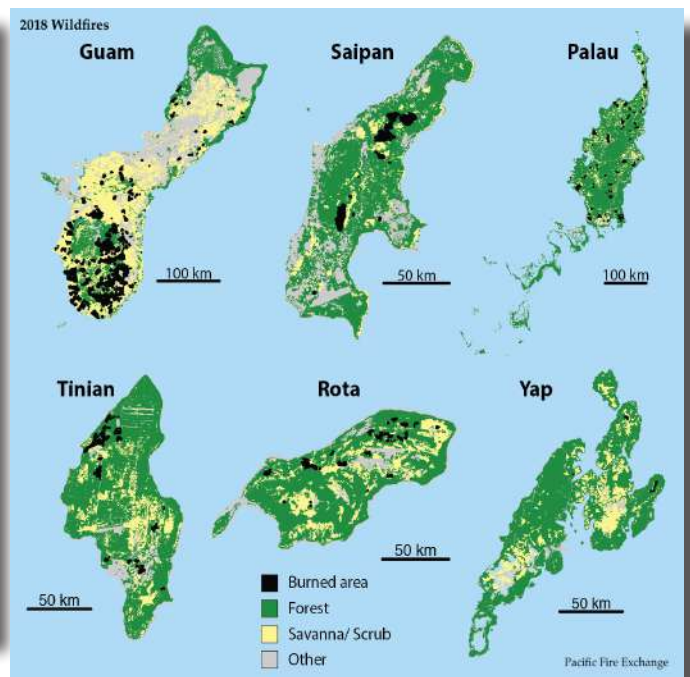 2018 Wildfires
Guam
Saipan
Palau
100 km
50 km
100 km
Tinian
Rota
Yap
50 km
50 km
50 km
Burned area
Forest
Savanna/ Scrub
Other
Pacific Fire Exchange